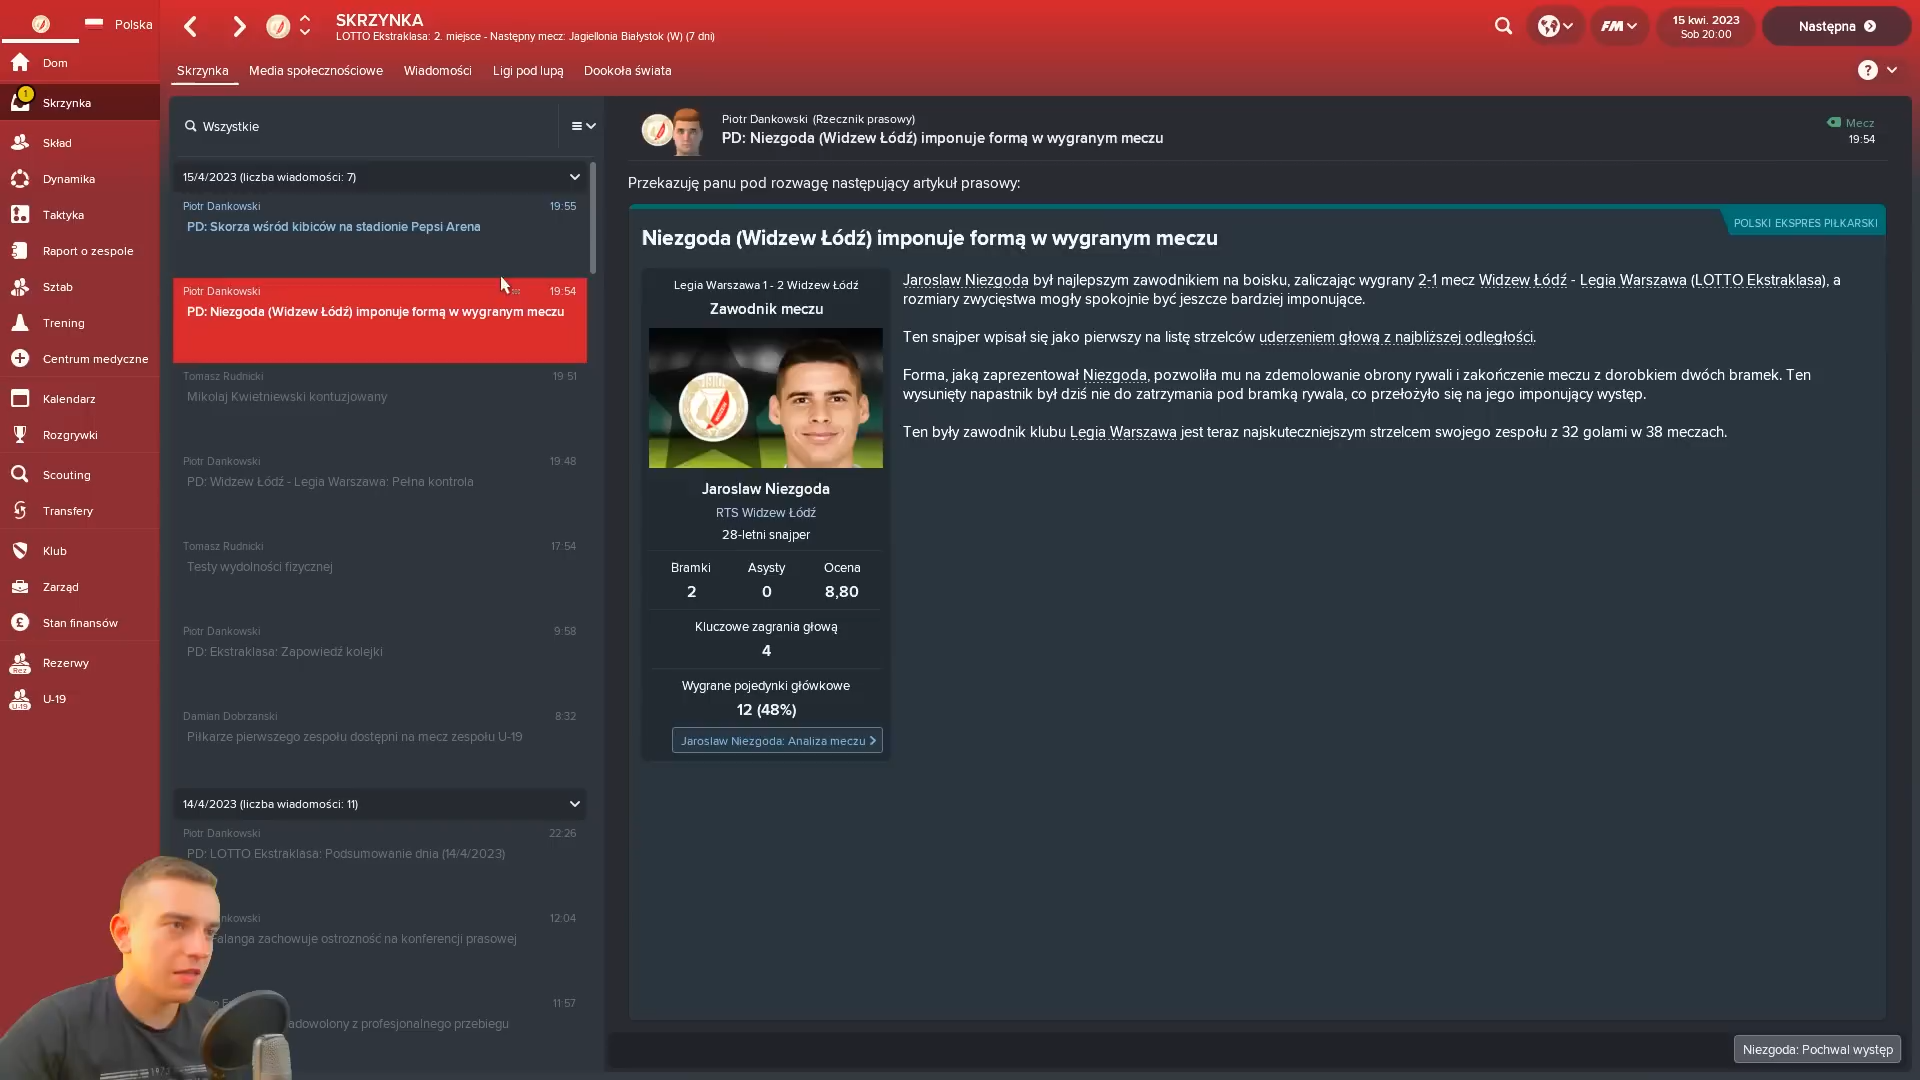 Polska
SKRZYNKA
LOTTO Ekstraklasa: 2. miejsce - Następny mecz: Jagiellonia Białystok (W) (7 dni)
FM
15 kwi. 2023
Sob 20:00
Następna
Dom
1
Skrzynka
Skład
Dynamika
Taktyka
Raport o zespole
Sztab
Trening
Centrum medyczne
Kalendarz
Rozgrywki
Scouting
Transfery
Klub
Zarząd
Stan finansów
Rez
Rezerwy
U-19
U-19
Skrzynka
Media społecznościowe
Wiadomości
Ligi pod lupą
Dookoła świata
?
Wszystkie
15/4/2023 (liczba wiadomości: 7)
Piotr Dankowski 19:55
PD: Skorza wśród kibiców na stadionie Pepsi Arena
Piotr Dankowski 19:54
PD: Niezgoda (Widzew Łódź) imponuje formą w wygranym meczu
Tomasz Rudnicki 19:51
Mikolaj Kwietniewski kontuzjowany
Piotr Dankowski 19:48
PD: Widzew Łódź - Legia Warszawa: Pełna kontrola
Tomasz Rudnicki 17:54
Testy wydolności fizycznej
Piotr Dankowski 9:58
PD: Ekstraklasa: Zapowiedź kolejki
Damian Dobrzanski 8:32
Piłkarze pierwszego zespołu dostępni na mecz zespołu U-19
14/4/2023 (liczba wiadomości: 11)
Piotr Dankowski 22:26
PD: LOTTO Ekstraklasa: Podsumowanie dnia (14/4/2023)
nkowski 12:04
Falanga zachowuje ostrożność na konferencji prasowej
11:57
adowolony z profesjonalnego przebiegu
Piotr Dankowski (Rzecznik prasowy)
PD: Niezgoda (Widzew Łódź) imponuje formą w wygranym meczu
Mecz
19:54
Przekazuję panu pod rozwagę następujący artykuł prasowy:
POLSKI EKSPRES PIŁKARSKI
Niezgoda (Widzew Łódź) imponuje formą w wygranym meczu
Legia Warszawa 1 - 2 Widzew Łódź
Zawodnik meczu
1910
Jaroslaw Niezgoda
RTS Widzew Łódź
28-letni snajper
Bramki Asysty Ocena
2 0 8,80
Kluczowe zagrania głową
4
Wygrane pojedynki główkowe
12 (48%)
Jaroslaw Niezgoda: Analiza meczu
Jaroslaw Niezgoda był najlepszym zawodnikiem na boisku, zaliczając wygrany 2-1 mecz Widzew Łódź - Legia Warszawa (LOTTO Ekstraklasa), a
rozmiary zwycięstwa mogły spokojnie być jeszcze bardziej imponujące.
Ten snajper wpisał się jako pierwszy na listę strzelców uderzeniem głową z najbliższej odległości.
Forma, jaką zaprezentował Niezgoda, pozwoliła mu na zdemolowanie obrony rywali i zakończenie meczu z dorobkiem dwóch bramek. Ten
wysunięty napastnik był dziś nie do zatrzymania pod bramką rywala, co przełożyło się na jego imponujący występ.
Ten były zawodnik klubu Legia Warszawa jest teraz najskuteczniejszym strzelcem swojego zespołu z 32 golami w 38 meczach.
Niezgoda: Pochwal występ